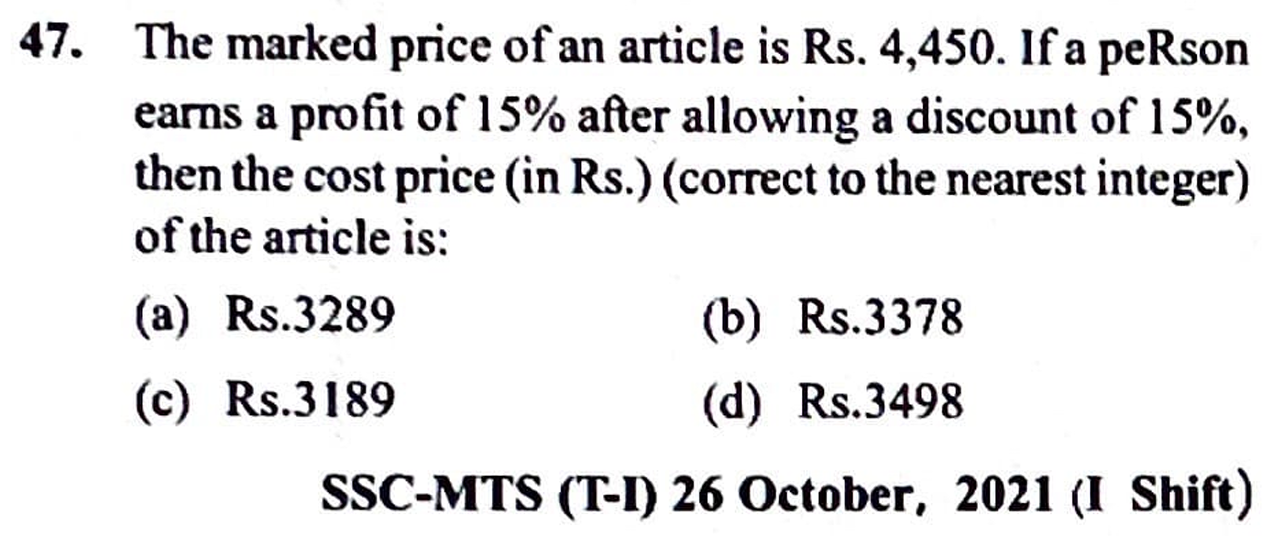 47. The marked price of an article is Rs. 4,450. If a peRson
earns a profit of 15% after allowing a discount of 15%,
then the cost price (in Rs.) (correct to the nearest integer)
of the article is:
(a) Rs.3289 (b) Rs.3378
(c) Rs.3189 (d) Rs.3498
SSC-MTS (T-I) 26 October, 2021 (I Shift)